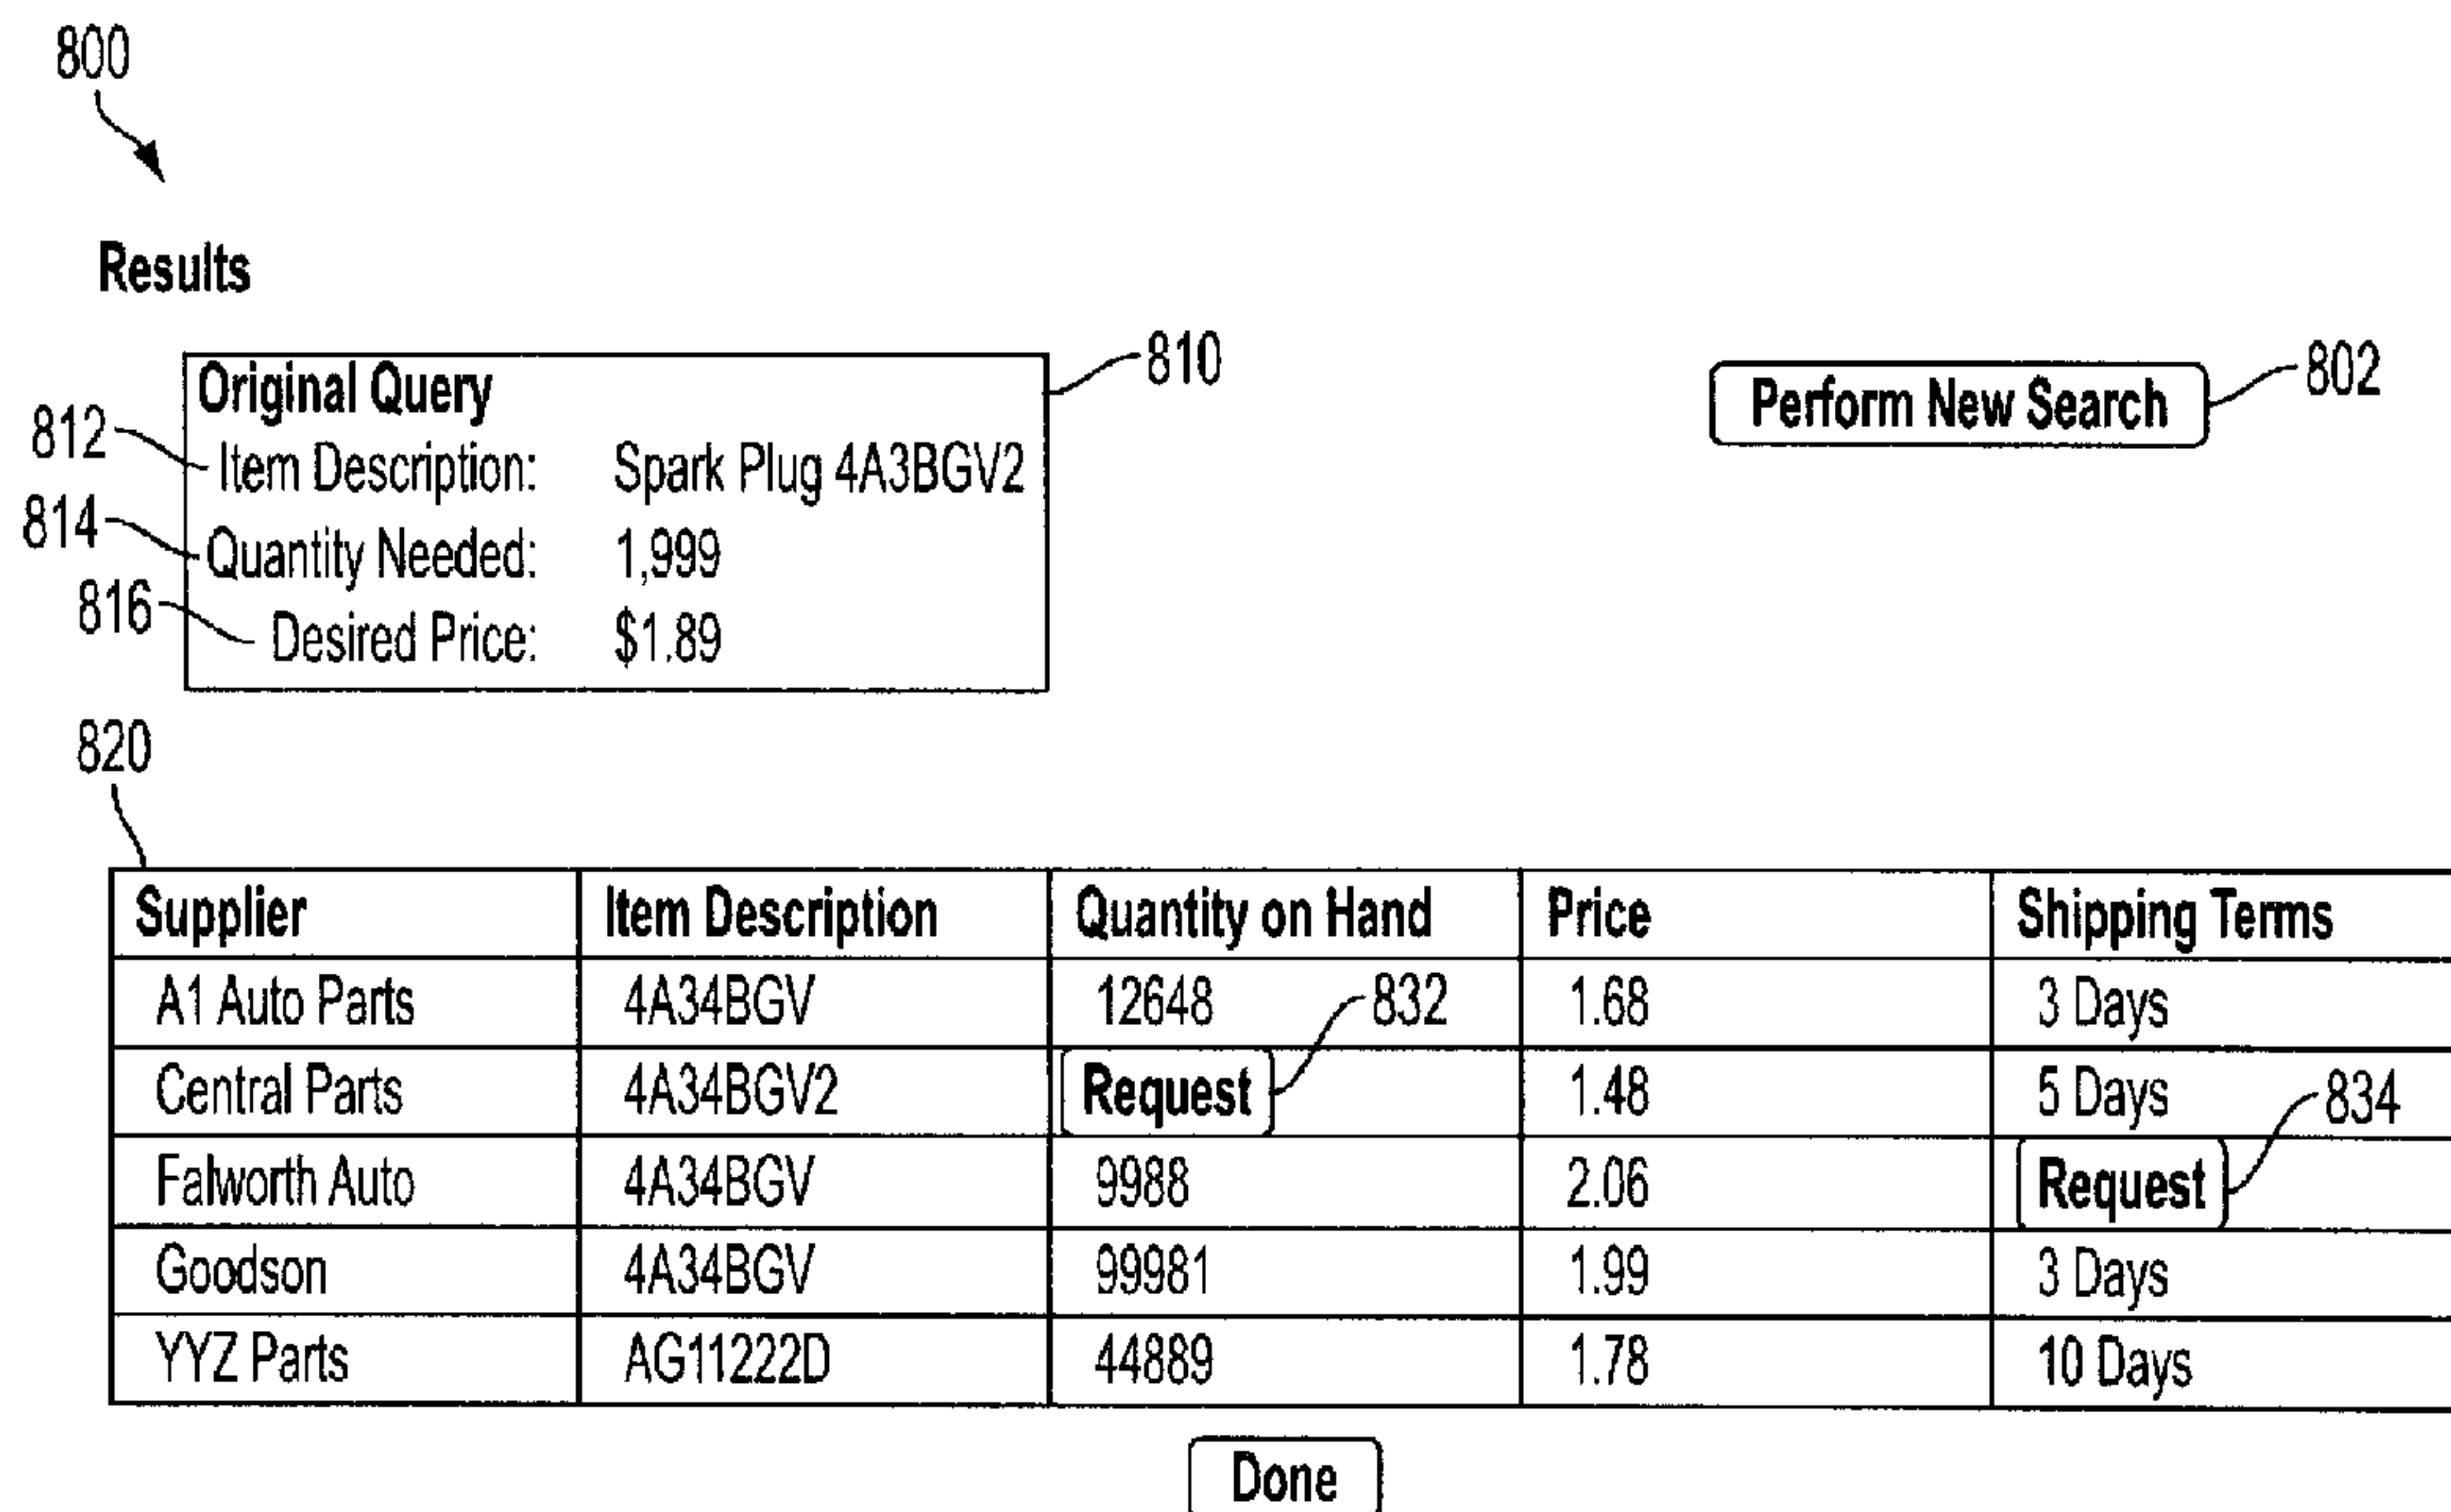 800
Results
810
802
Original Query
Perform New Search
812
Item Description: Spark Plug 4A3BGV2
814
Quantity Needed: 1,999
816
Desired Price: $1.89
820
Supplier Item Description Quantity on Hand Price Shipping Terms
A1 Auto Parts 4A34BGV 12648 832 1.68 3 Days
Central Parts 4A34BGV2 Request 1.48 5 Days 834
Falworth Auto 4A34BGV 9988 2.06 Request
Goodson 4A34BGV 99981 1.99 3 Days
YYZ Parts AG11222D 44889 1.78 10 Days
Done